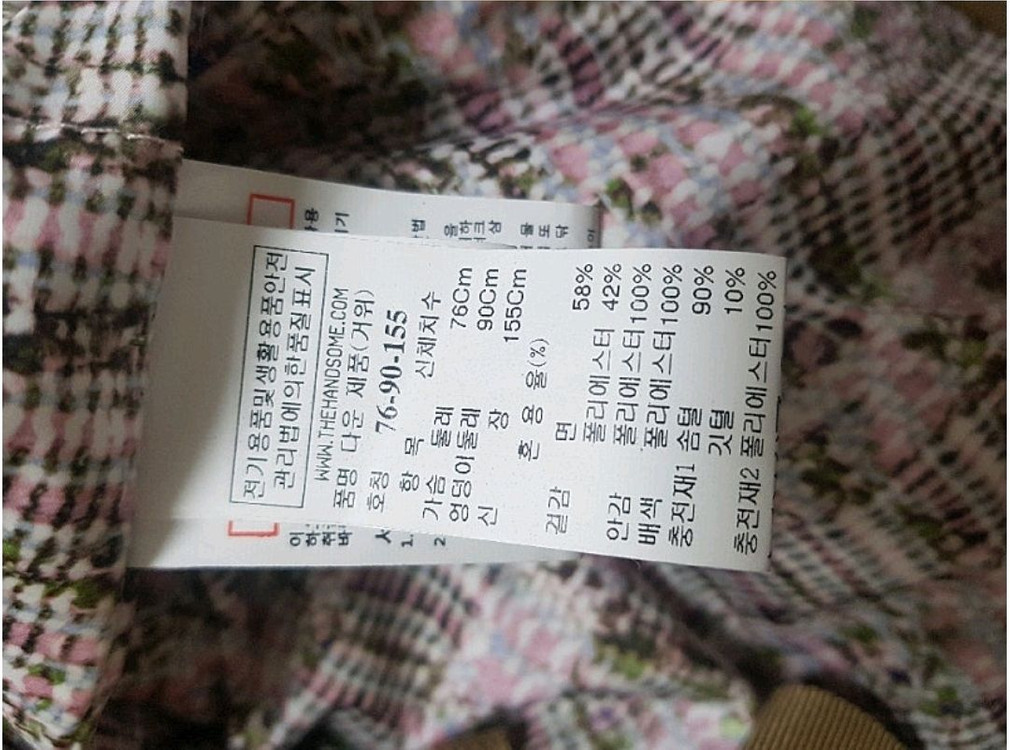 전기용품및생활용품안전
관리법에의한품질표시
WWW.THEHANDSOME.COM
품명 다운 제품(거위)
호칭 76-90-155
항 목 신체치수
가슴 둘레 76Cm
엉덩이둘레 90Cm
신 장 155Cm
혼 용 율(%)
겉감 면 58%
폴리에스터 42%
안감 폴리에스터100%
배색 폴리에스터100%
충전재1 솜털 90%
깃털 10%
충전재2 폴리에스터100%